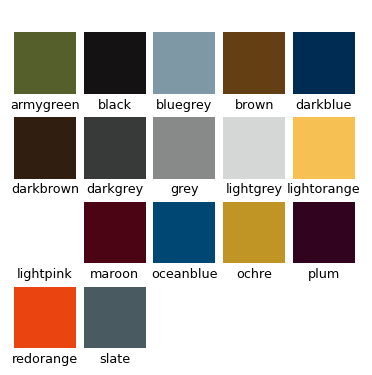 armygreen black bluegrey brown darkblue
darkbrown darkgrey grey lightgrey lightorange
lightpink maroon oceanblue ochre plum
redorange slate